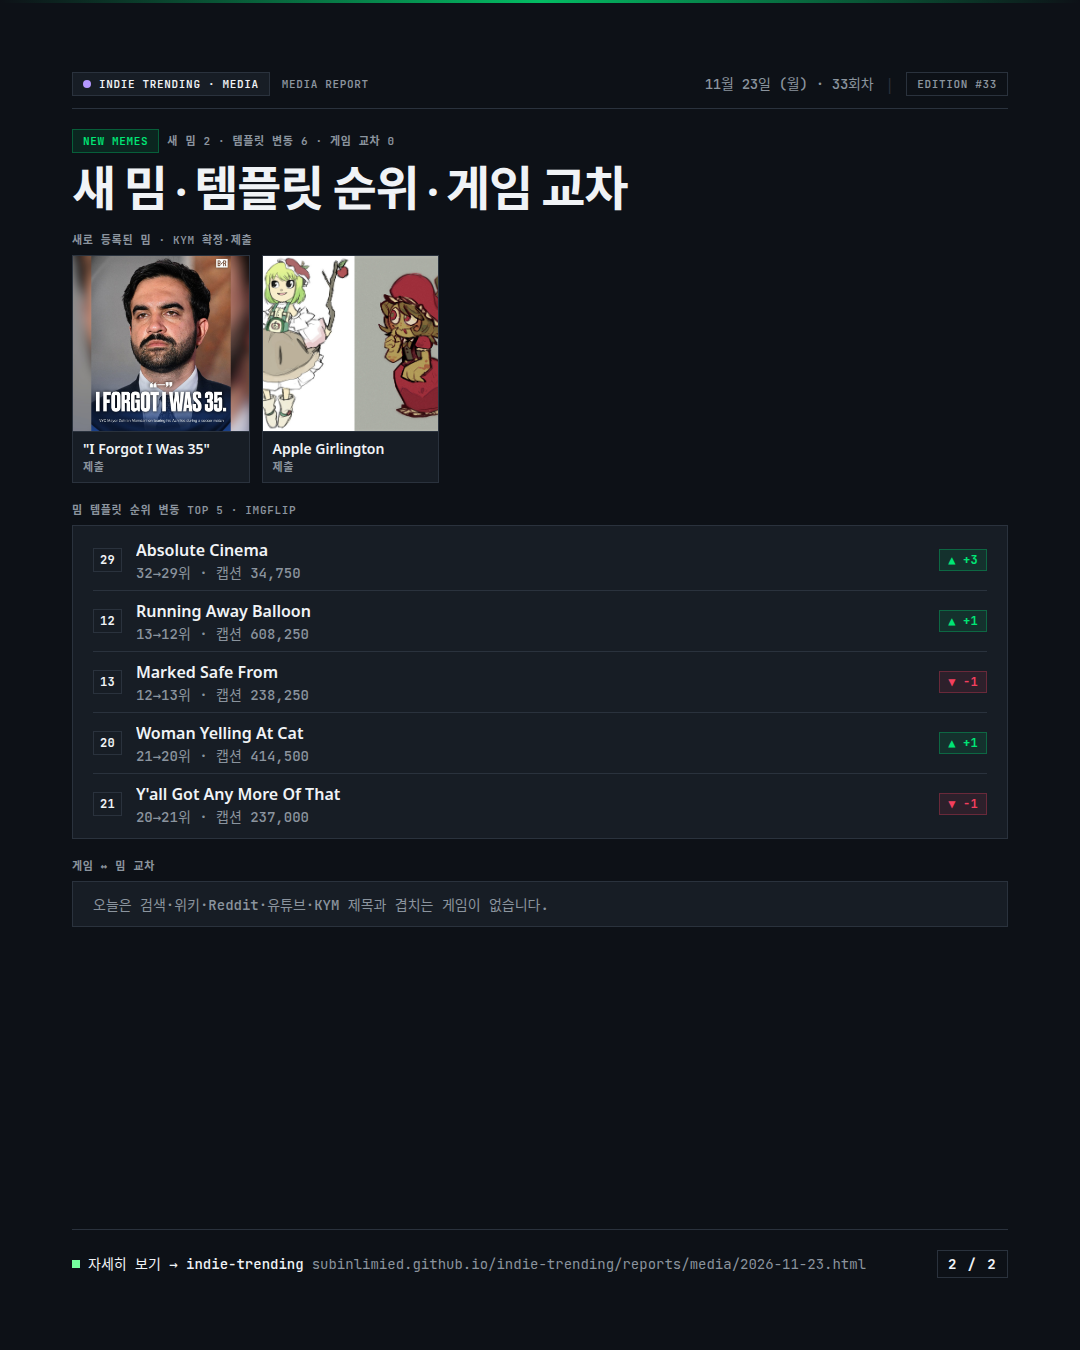 INDIE TRENDING · MEDIA MEDIA REPORT 11월 23일 (월) · 33회차 EDITION #33
NEW MEMES 새 밈 2 · 템플릿 변동 6 · 게임 교차 0
새 밈·템플릿 순위·게임 교차
새로 등록된 밈 · KYM 확정·제출
B/R
I FORGOT I WAS 35.
"I Forgot I Was 35"
제출
Apple Girlington
제출
밈 템플릿 순위 변동 TOP 5 · IMGFLIP
29 Absolute Cinema ▲ +3
32→29위 · 캡션 34,750
12 Running Away Balloon ▲ +1
13→12위 · 캡션 608,250
13 Marked Safe From ▼ -1
12→13위 · 캡션 238,250
20 Woman Yelling At Cat ▲ +1
21→20위 · 캡션 414,500
21 Y'all Got Any More Of That ▼ -1
20→21위 · 캡션 237,000
게임 ↔ 밈 교차
오늘은 검색·위키·Reddit·유튜브·KYM 제목과 겹치는 게임이 없습니다.
자세히 보기 → indie-trending subinlimied.github.io/indie-trending/reports/media/2026-11-23.html 2 / 2